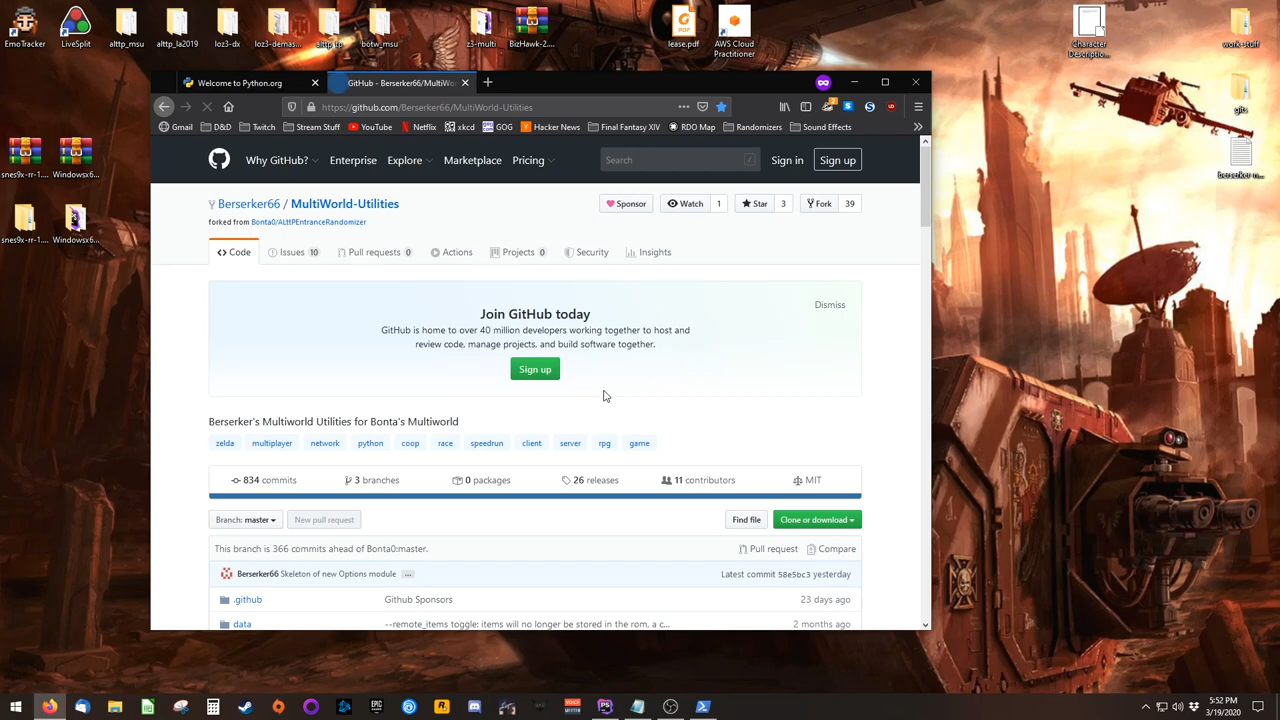 EmoTracker
LiveSplit
alttp_msu
alttp_la2019
loz3-dx
loz3-demas...
alttp_tp
botw_msu
z3-multi
BizHawk-2....
lease.pdf
AWS Cloud
Practitioner
Character
Descriptio...
work-stuff
gits
berserker-n...
snes9x-rr-1....
Windowsx6...
snes9x-rr-1....
Windowsx6...
Welcome to Python.org
GitHub - Berserker66/MultiWo
https://github.com/Berserker66/MultiWorld-Utilities
Gmail D&D Twitch Stream Stuff YouTube Netflix xkcd GOG Hacker News Final Fantasy XIV RDO Map Randomizers Sound Effects
Why GitHub? Enterprise Explore Marketplace Pricing Search / Sign in Sign up
Berserker66 / MultiWorld-Utilities Sponsor Watch 1 Star 3 Fork 39
forked from Bonta0/ALttPEntranceRandomizer
Code Issues 10 Pull requests 0 Actions Projects 0 Security Insights
Dismiss
Join GitHub today
GitHub is home to over 40 million developers working together to host and
review code, manage projects, and build software together.
Sign up
Berserker's Multiworld Utilities for Bonta's Multiworld
zelda multiplayer network python coop race speedrun client server rpg game
834 commits 3 branches 0 packages 26 releases 11 contributors MIT
Branch: master New pull request Find file Clone or download
This branch is 366 commits ahead of Bonta0:master. Pull request Compare
Berserker66 Skeleton of new Options module ... Latest commit 58e5bc3 yesterday
.github Github Sponsors 23 days ago
data --remote_items toggle: items will no longer be stored in the rom, a c... 2 months ago
5:52 PM
3/19/2020